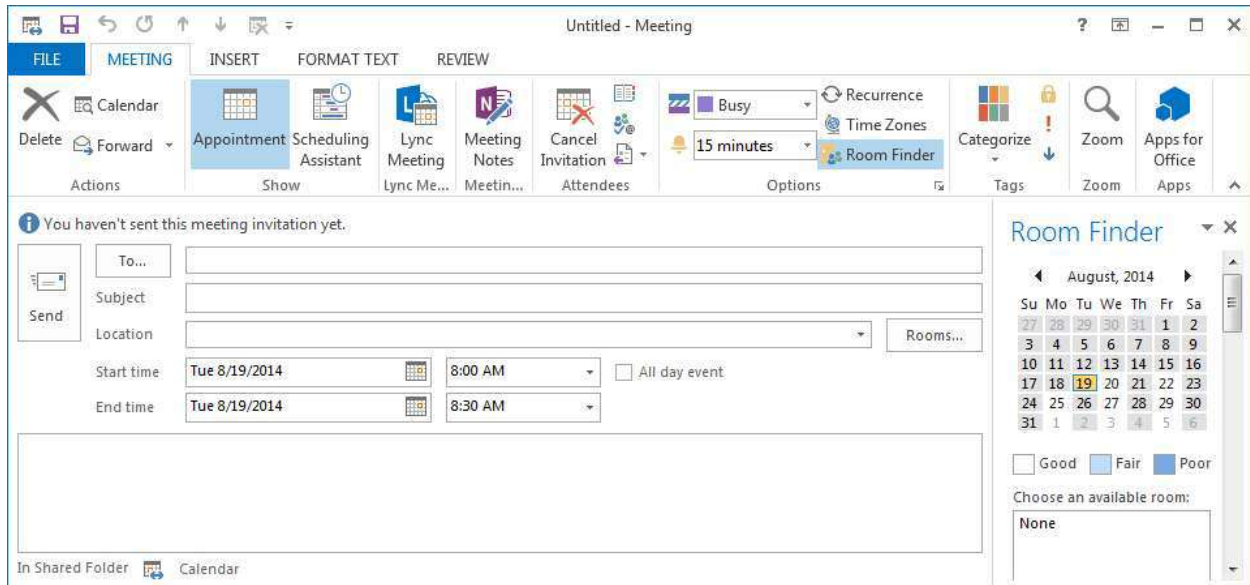 Untitled - Meeting
?
FILE MEETING INSERT FORMAT TEXT REVIEW
Delete
Calendar
Forward
Actions
Appointment
Scheduling
Assistant
Show
Lync
Meeting
Lync Me...
Meeting
Notes
Meetin...
Cancel
Invitation
Attendees
Busy
15 minutes
Recurrence
Time Zones
Room Finder
Options
Categorize
Tags
Zoom
Zoom
Apps for
Office
Apps
You haven't sent this meeting invitation yet.
Send
To...
Subject
Location
Rooms...
Start time Tue 8/19/2014 8:00 AM All day event
End time Tue 8/19/2014 8:30 AM
In Shared Folder Calendar
Room Finder
August, 2014
Su Mo Tu We Th Fr Sa
27 28 29 30 31 1 2
3 4 5 6 7 8 9
10 11 12 13 14 15 16
17 18 19 20 21 22 23
24 25 26 27 28 29 30
31 1 2 3 4 5 6
Good Fair Poor
Choose an available room:
None